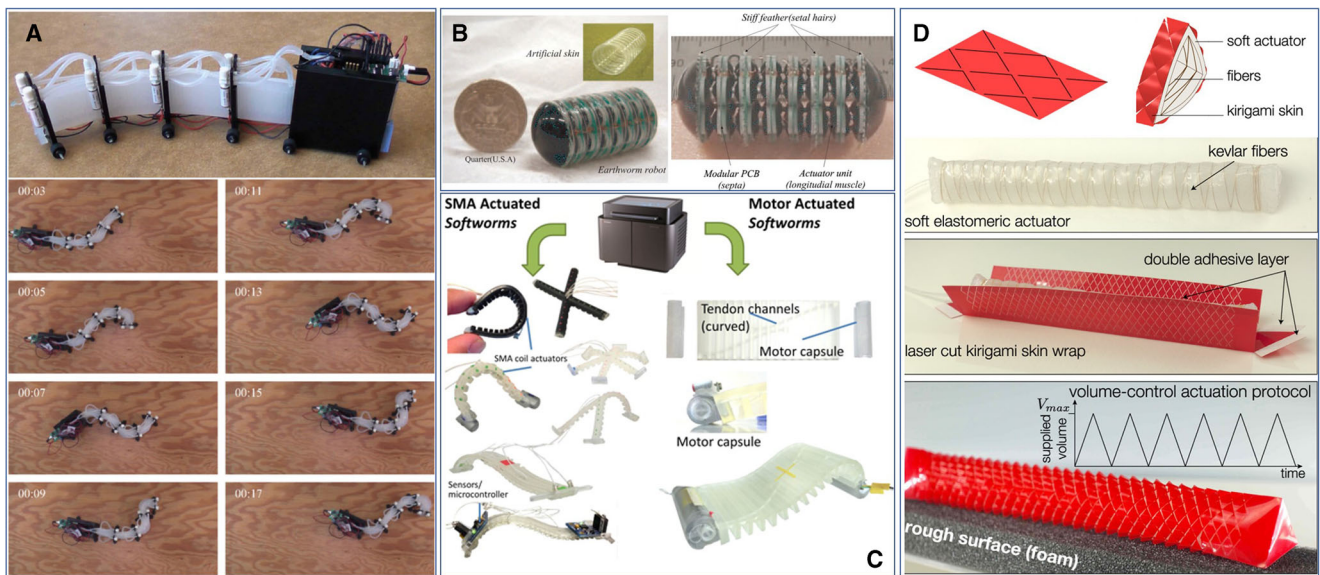 A
00:03
00:11
00:05
00:13
00:07
00:15
00:09
00:17
B
Stiff feather(setal hairs)
Artificial skin
Quarter(U.S.A)
Earthworm robot
Modular PCB
(septa)
Actuator unit
(longitudial muscle)
SMA Actuated
Softworms
Motor Actuated
Softworms
Tendon channels
(curved)
Motor capsule
SMA coil actuators
Motor capsule
Sensors/
microcontroller
C
D
soft actuator
fibers
kirigami skin
kevlar fibers
soft elastomeric actuator
double adhesive layer
laser cut kirigami skin wrap
volume-control actuation protocol
Vmax
supplied
volume
time
rough surface (foam)